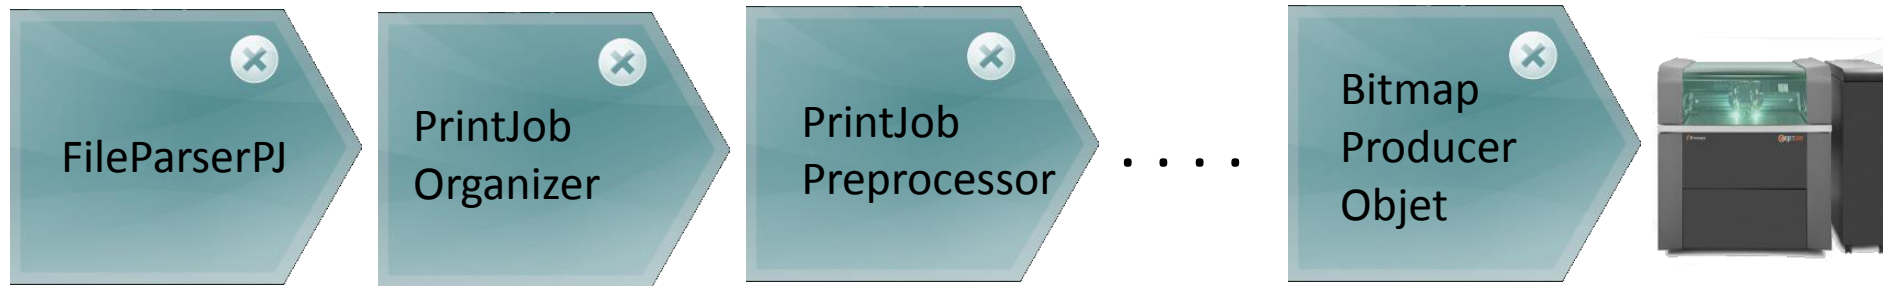 FileParserPJ
PrintJob
Organizer
PrintJob
Preprocessor
. . . .
Bitmap
Producer
Objet